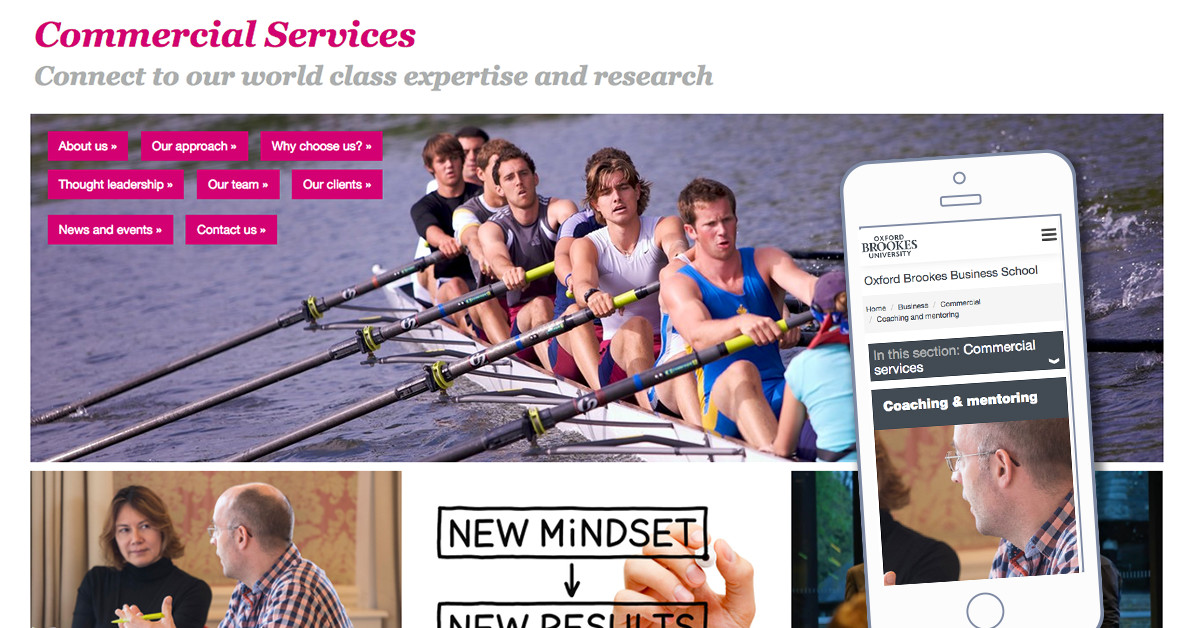 Commercial Services
Connect to our world class expertise and research
About us »
Our approach »
Why choose us? »
Thought leadership »
Our team »
Our clients »
News and events »
Contact us »
OXFORD
BROOKES
UNIVERSITY
Oxford Brookes Business School
Home / Business / Commercial
/ Coaching and mentoring
In this section: Commercial
services
Coaching & mentoring
NEW MiNDSET
NEW RESULTS